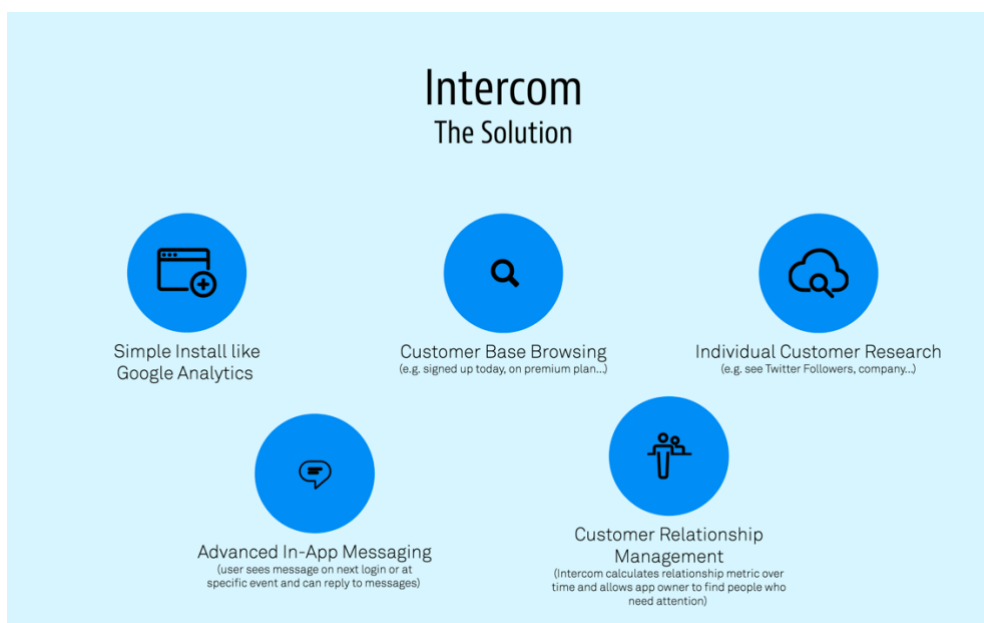 Intercom
The Solution
Simple Install like
Google Analytics
Customer Base Browsing
(e.g. signed up today, on premium plan...)
Individual Customer Research
(e.g. see Twitter Followers, company...)
Advanced In-App Messaging
(user sees message on next login or at
specific event and can reply to messages)
Customer Relationship
Management
(Intercom calculates relationship metric over
time and allows app owner to find people who
need attention)